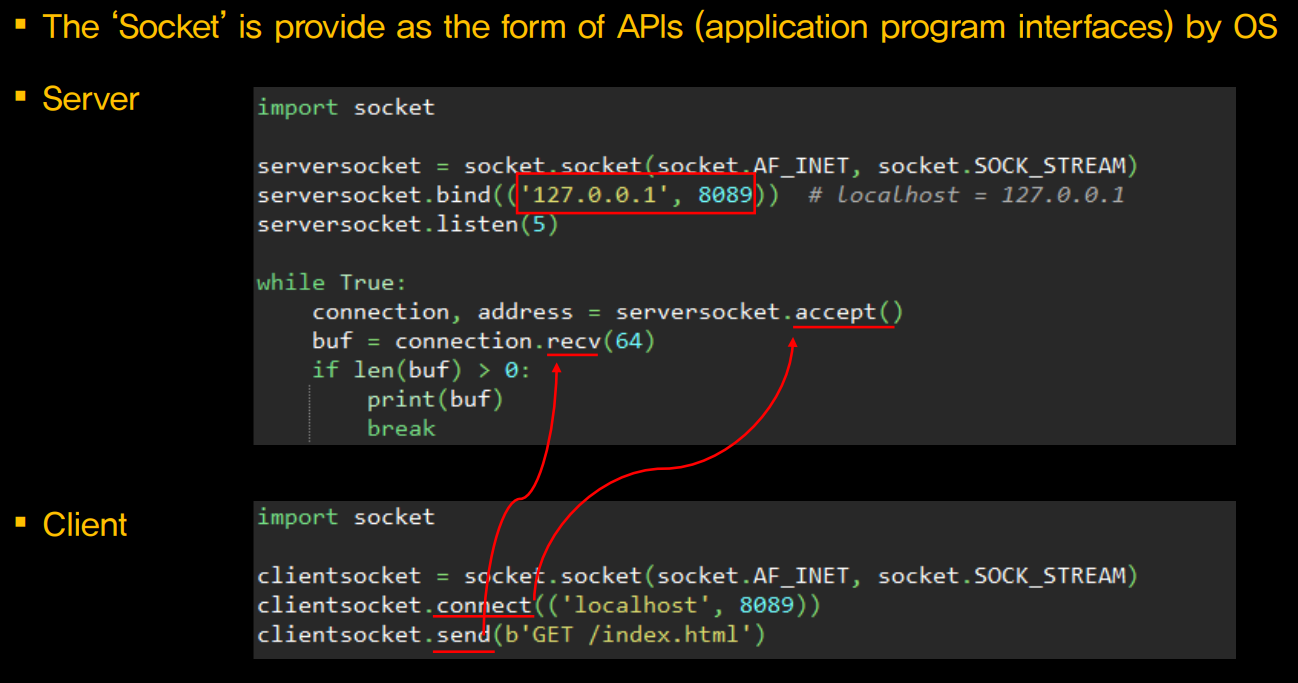 ▪ The ‘Socket’ is provide as the form of APIs (application program interfaces) by OS
▪ Server
import socket
serversocket = socket.socket(socket.AF_INET, socket.SOCK_STREAM)
serversocket.bind(('127.0.0.1', 8089))  # localhost = 127.0.0.1
serversocket.listen(5)
while True:
    connection, address = serversocket.accept()
    buf = connection.recv(64)
    if len(buf) > 0:
        print(buf)
        break
▪ Client
import socket
clientsocket = socket.socket(socket.AF_INET, socket.SOCK_STREAM)
clientsocket.connect(('localhost', 8089))
clientsocket.send(b'GET /index.html')